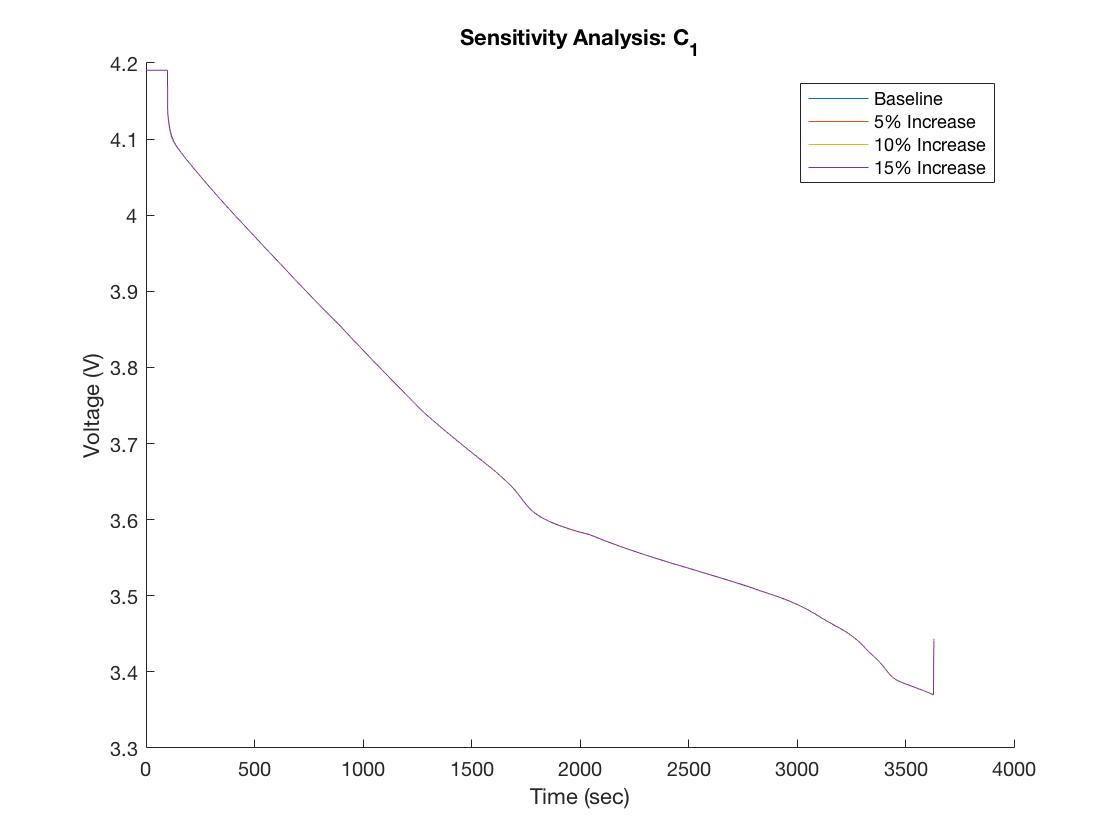 Sensitivity Analysis: C1
Baseline
5% Increase
10% Increase
15% Increase
Voltage (V)
4.2
4.1
4
3.9
3.8
3.7
3.6
3.5
3.4
3.3
0 500 1000 1500 2000 2500 3000 3500 4000
Time (sec)